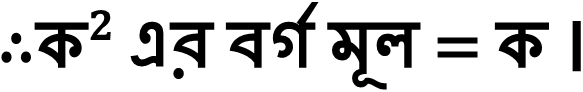 ∴ক² এর বর্গ মূল = ক ।